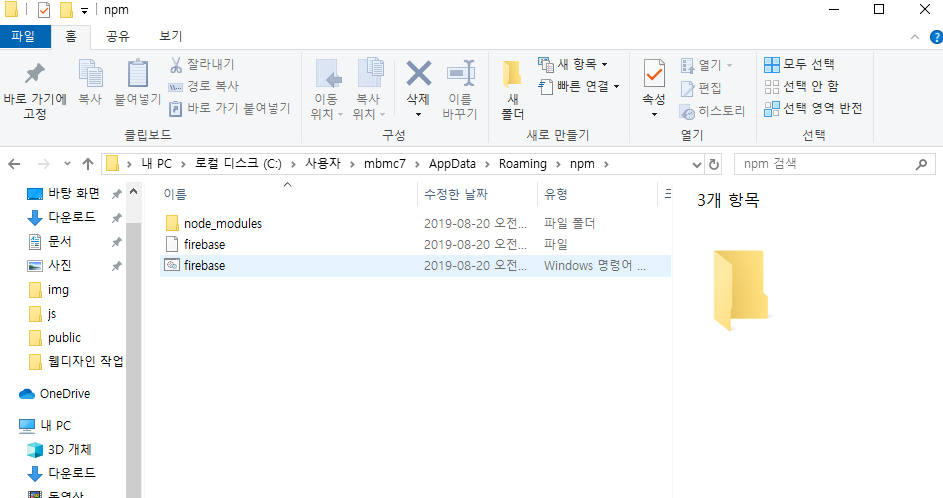 npm
파일 홈 공유 보기
바로 가기에 고정
복사
붙여넣기
잘라내기
경로 복사
바로 가기 붙여넣기
클립보드
이동 위치
복사 위치
삭제
이름 바꾸기
구성
새 폴더
새 항목
빠른 연결
새로 만들기
속성
열기
편집
히스토리
열기
모두 선택
선택 안 함
선택 영역 반전
선택
내 PC > 로컬 디스크 (C:) > 사용자 > mbmc7 > AppData > Roaming > npm >
npm 검색
바탕 화면
다운로드
문서
사진
img
js
public
웹디자인 작업
OneDrive
내 PC
3D 개체
다운로드
동영상
이름 수정한 날짜 유형
node_modules 2019-08-20 오전... 파일 폴더
firebase 2019-08-20 오전... 파일
firebase 2019-08-20 오전... Windows 명령어 ...
3개 항목